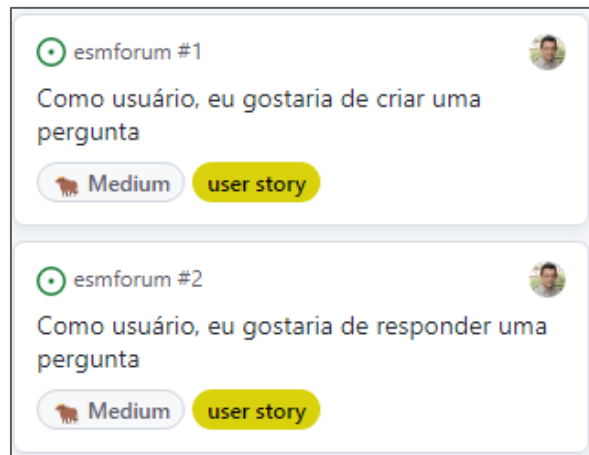 esmforum #1
Como usuário, eu gostaria de criar uma
pergunta
Medium user story
esmforum #2
Como usuário, eu gostaria de responder uma
pergunta
Medium user story